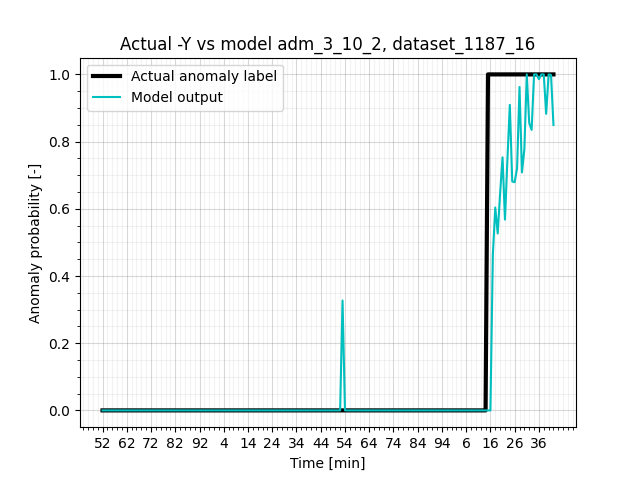 Actual -Y vs model adm_3_10_2, dataset_1187_16
Actual anomaly label
Model output
Anomaly probability [-]
1.0
0.8
0.6
0.4
0.2
0.0
52 62 72 82 92 4 14 24 34 44 54 64 74 84 94 6 16 26 36
Time [min]